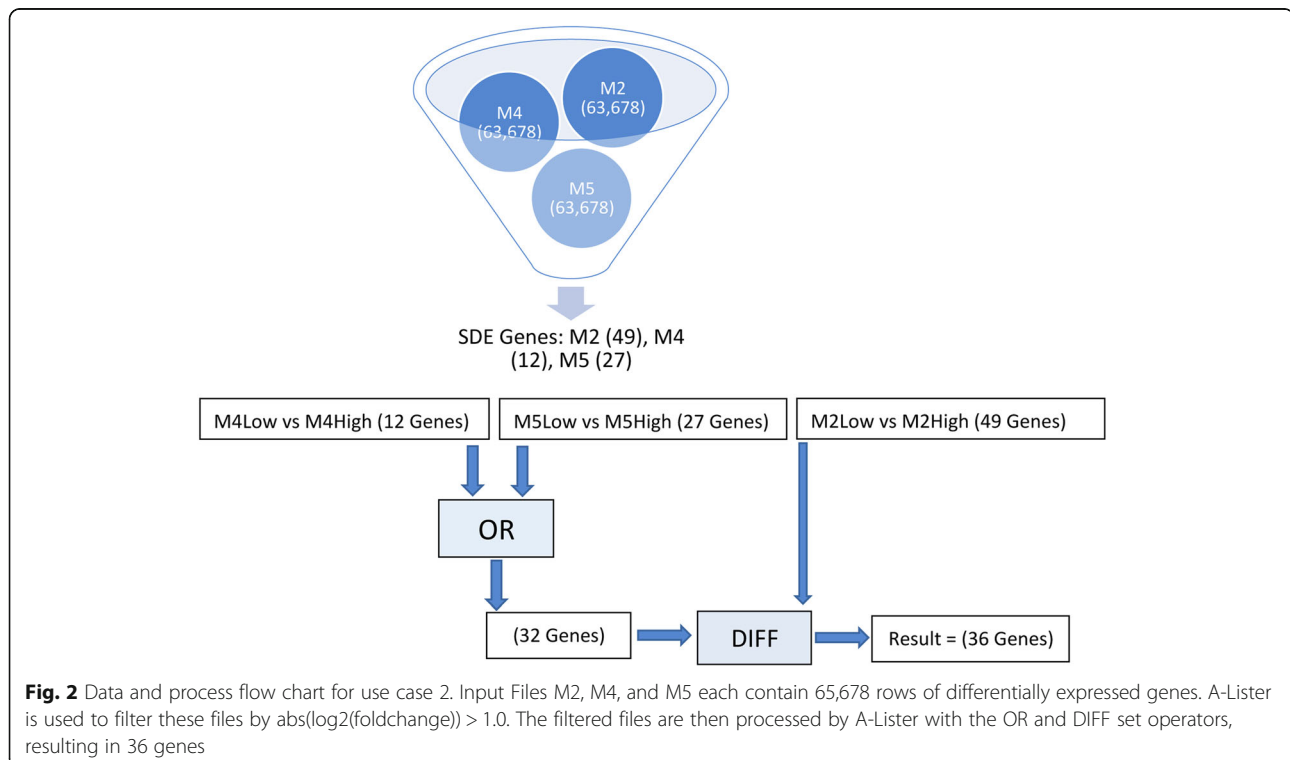 M2
(63,678)
M4
(63,678)
M5
(63,678)
SDE Genes: M2 (49), M4
(12), M5 (27)
M4Low vs M4High (12 Genes)
M5Low vs M5High (27 Genes)
M2Low vs M2High (49 Genes)
OR
(32 Genes)
DIFF
Result = (36 Genes)
Fig. 2 Data and process flow chart for use case 2. Input Files M2, M4, and M5 each contain 65,678 rows of differentially expressed genes. A-Lister
is used to filter these files by abs(log2(foldchange)) > 1.0. The filtered files are then processed by A-Lister with the OR and DIFF set operators,
resulting in 36 genes